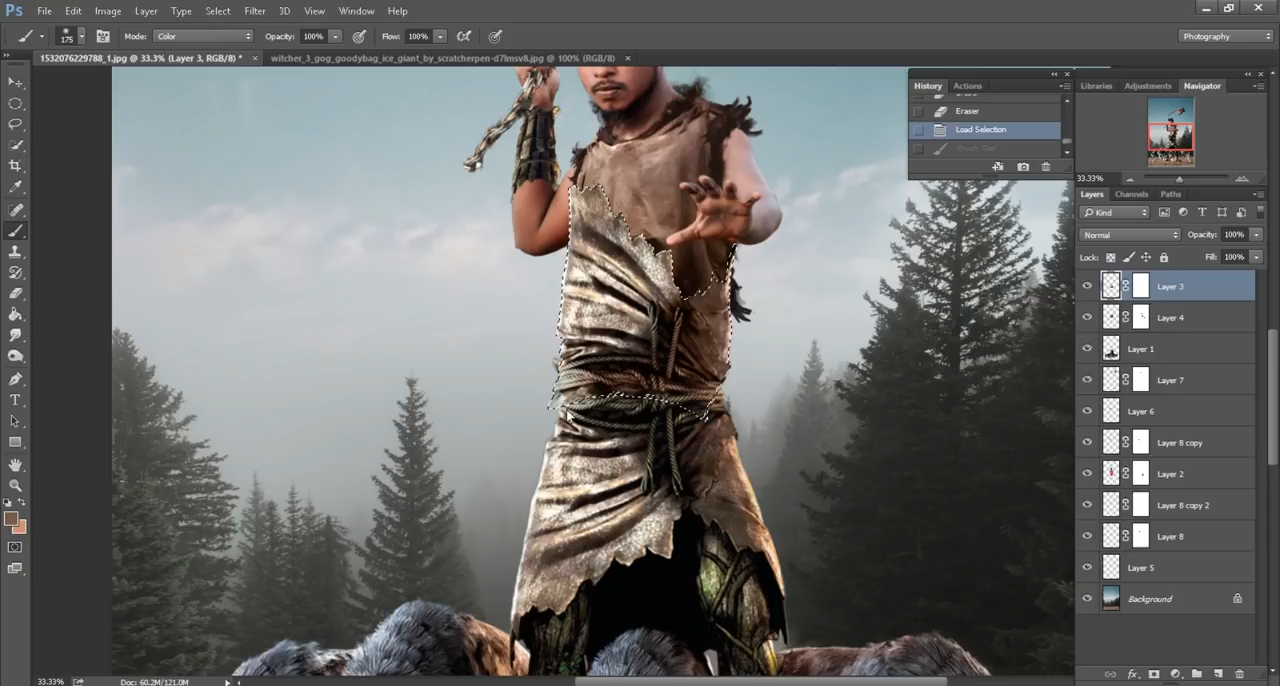 Ps File Edit Image Layer Type Select Filter 3D View Window Help
175 Mode: Color Opacity: 100% Flow: 100% Photography
1532076229788_1.jpg @ 33.3% (Layer 3, RGB/8) * × witcher_3_gog_goodybag_ice_giant_by_scratcherpen-d7lmsv8.jpg @ 100% (RGB/8) ×
History Actions
Eraser
Eraser
Load Selection
Brush Tool
Libraries Adjustments Navigator
33.33%
Layers Channels Paths
Kind
Normal Opacity: 100%
Lock: Fill: 100%
Layer 3
Layer 4
Layer 1
Layer 7
Layer 6
Layer 8 copy
Layer 2
Layer 8 copy 2
Layer 8
Layer 5
Background
33.33% Doc: 60.2M/121.0M